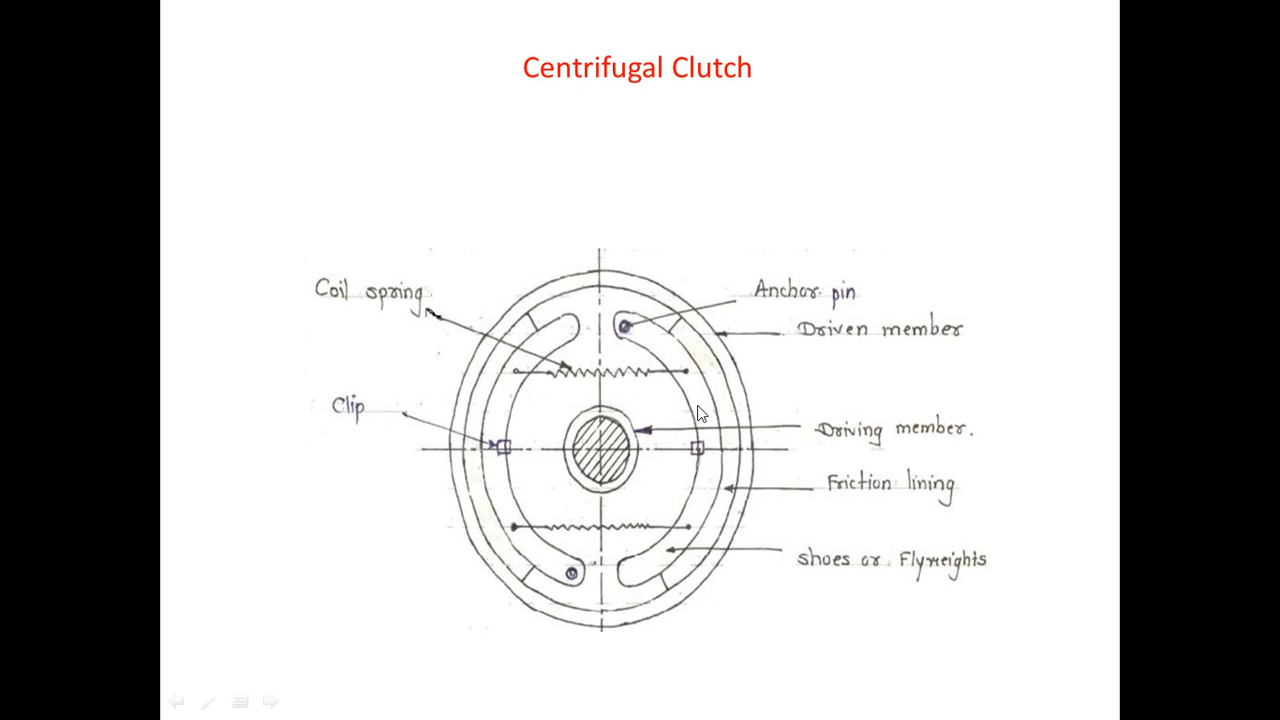 Centrifugal Clutch
Coil spring
Anchor pin
Driven member
Clip
Driving member.
Friction lining
shoes or Flyweights